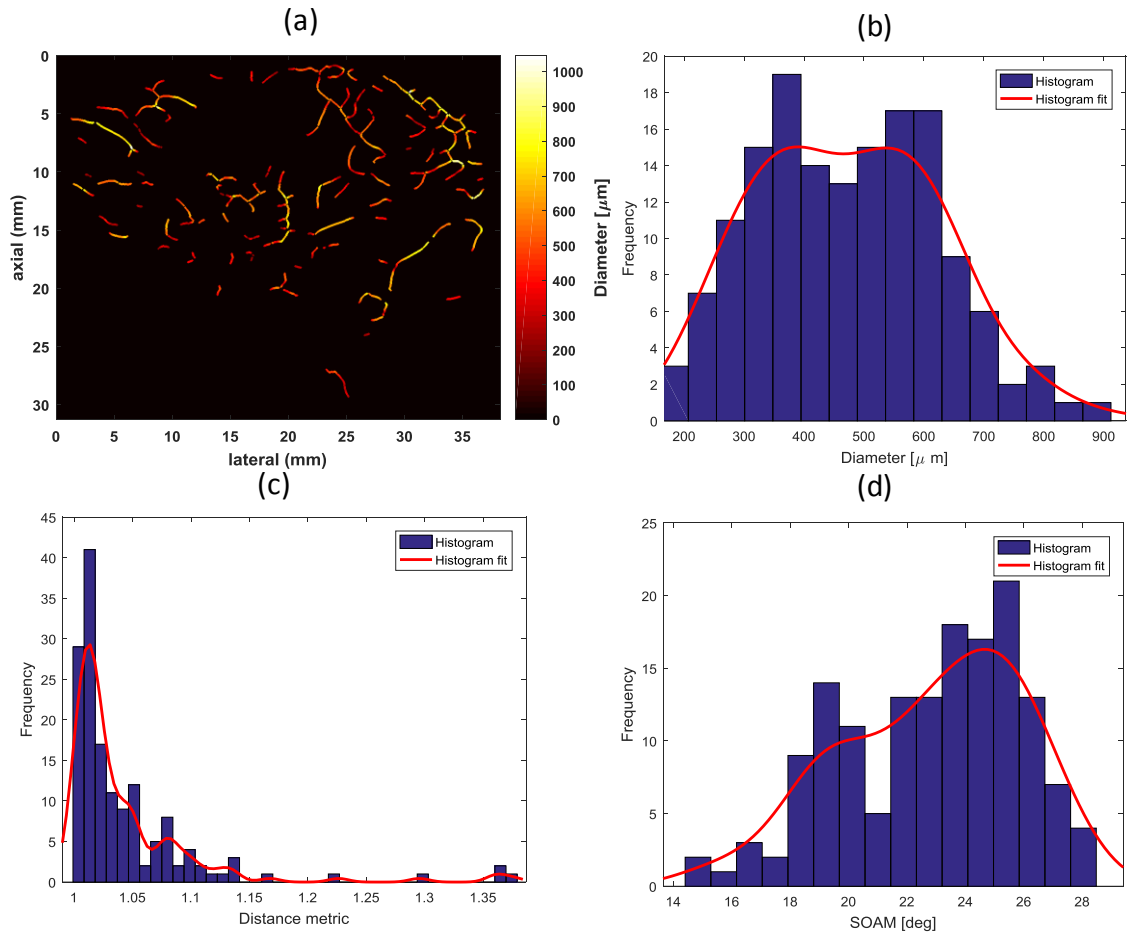 (a)
0
5
10
15
20
25
30
axial (mm)
0 5 10 15 20 25 30 35
lateral (mm)
1000
900
800
700
600
500
400
300
200
100
0
Diameter [μm]
(b)
20
18
16
14
12
10
8
6
4
2
0
Frequency
Histogram
Histogram fit
200 300 400 500 600 700 800 900
Diameter [μ m]
(c)
45
40
35
30
25
20
15
10
5
0
Frequency
Histogram
Histogram fit
1 1.05 1.1 1.15 1.2 1.25 1.3 1.35
Distance metric
(d)
25
20
15
10
5
0
Frequency
Histogram
Histogram fit
14 16 18 20 22 24 26 28
SOAM [deg]